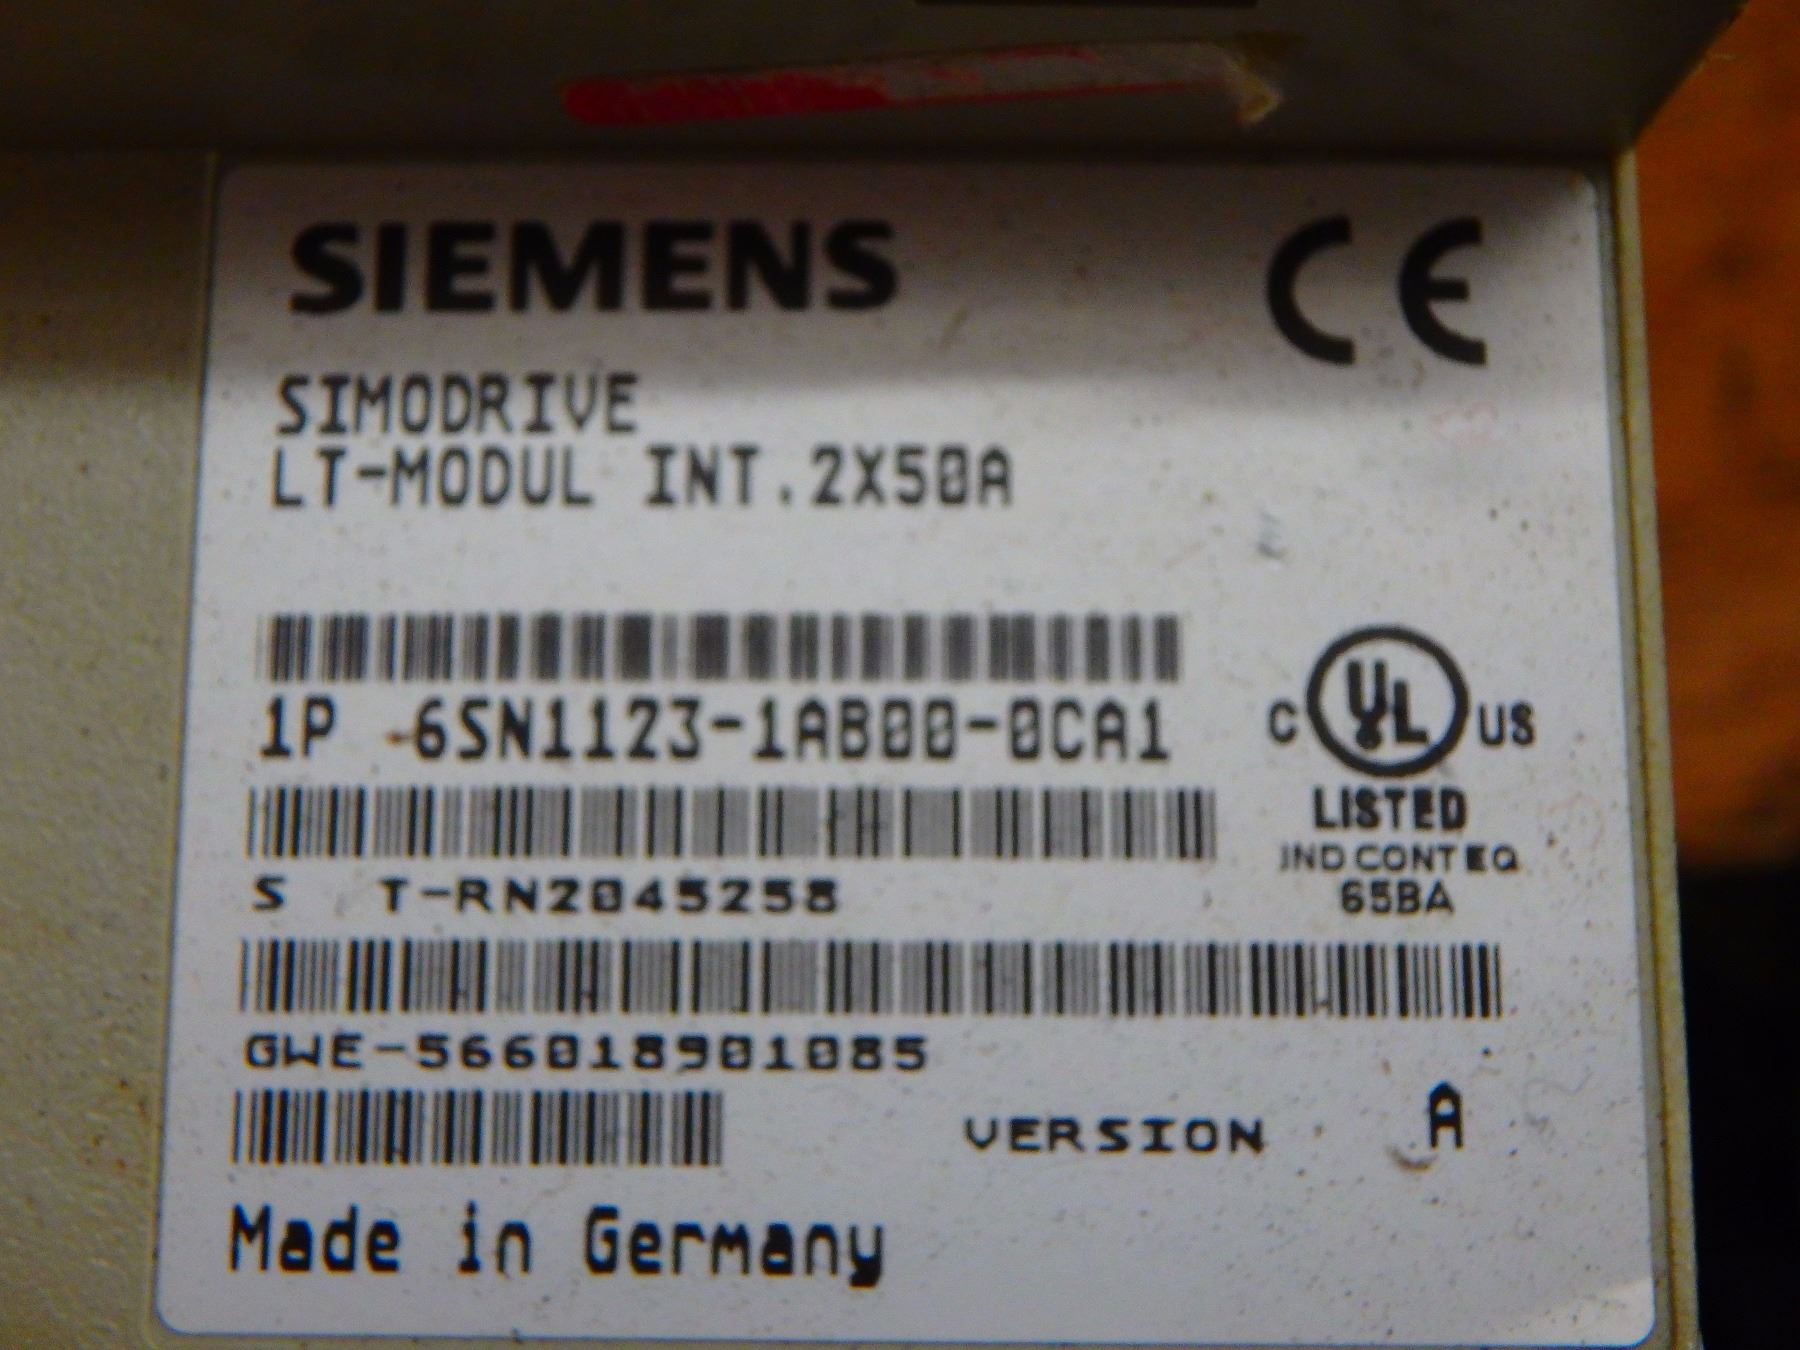 SIEMENS
CE
SIMODRIVE
LT-MODUL INT.2X50A
1P 6SN1123-1AB00-0CA1
C UL US
LISTED
IND CONT EQ
65BA
S T-RN2045258
GWE-566018901085
VERSION A
Made in Germany